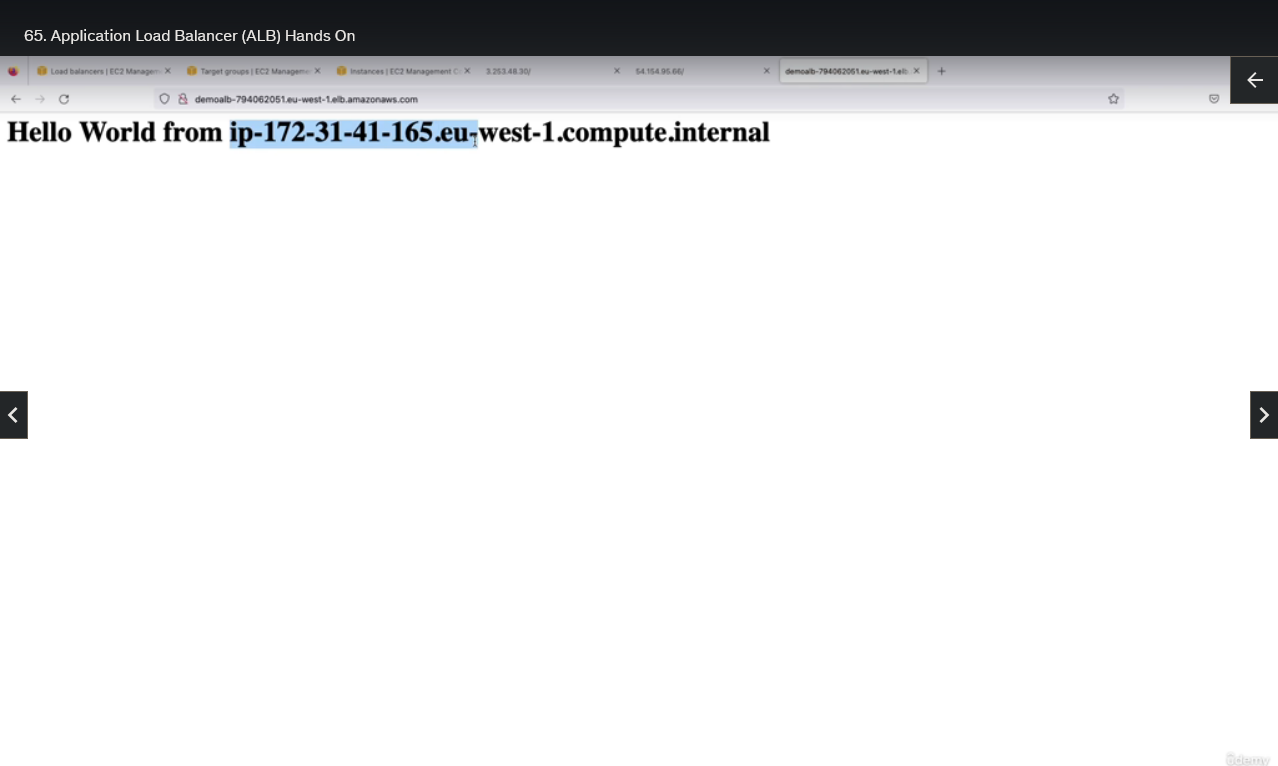 65. Application Load Balancer (ALB) Hands On
Load balancers | EC2 Managem
Target groups | EC2 Manageme
Instances | EC2 Management C
3.253.48.30/
54.154.95.66/
demoalb-794062051.eu-west-1.elb.
demoalb-794062051.eu-west-1.elb.amazonaws.com
Hello World from ip-172-31-41-165.eu-west-1.compute.internal
Udemy